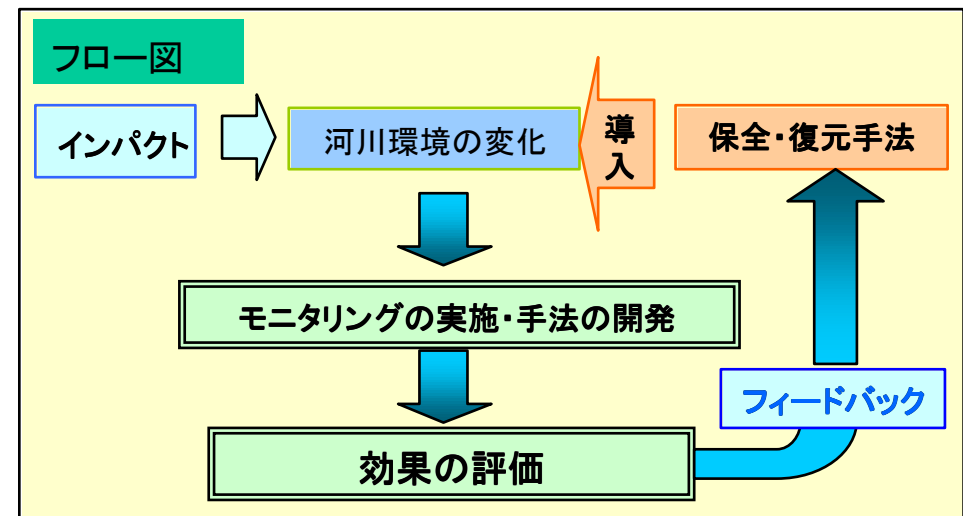 フロー図
インパクト
河川環境の変化
導
入
保全・復元手法
モニタリングの実施・手法の開発
フィードバック
効果の評価